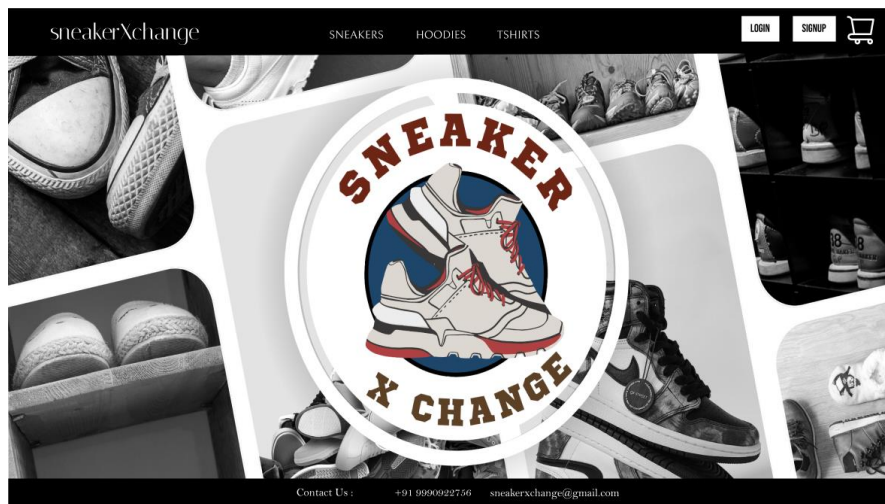 sneakerXchange
SNEAKERS HOODIES TSHIRTS
LOGIN SIGNUP
SNEAKER
X CHANGE
Contact Us : +91 9990922756 sneakerxchange@gmail.com